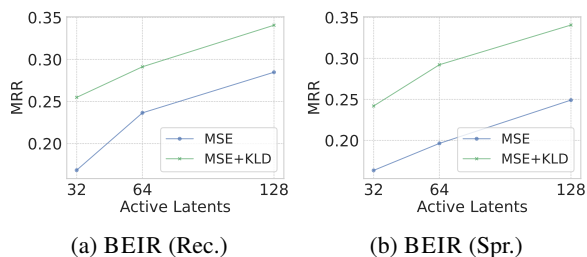 0.35
0.30
0.25
0.20
MRR
MSE
MSE+KLD
32
64
128
Active Latents
(a) BEIR (Rec.)
0.35
0.30
0.25
0.20
MRR
MSE
MSE+KLD
32
64
128
Active Latents
(b) BEIR (Spr.)